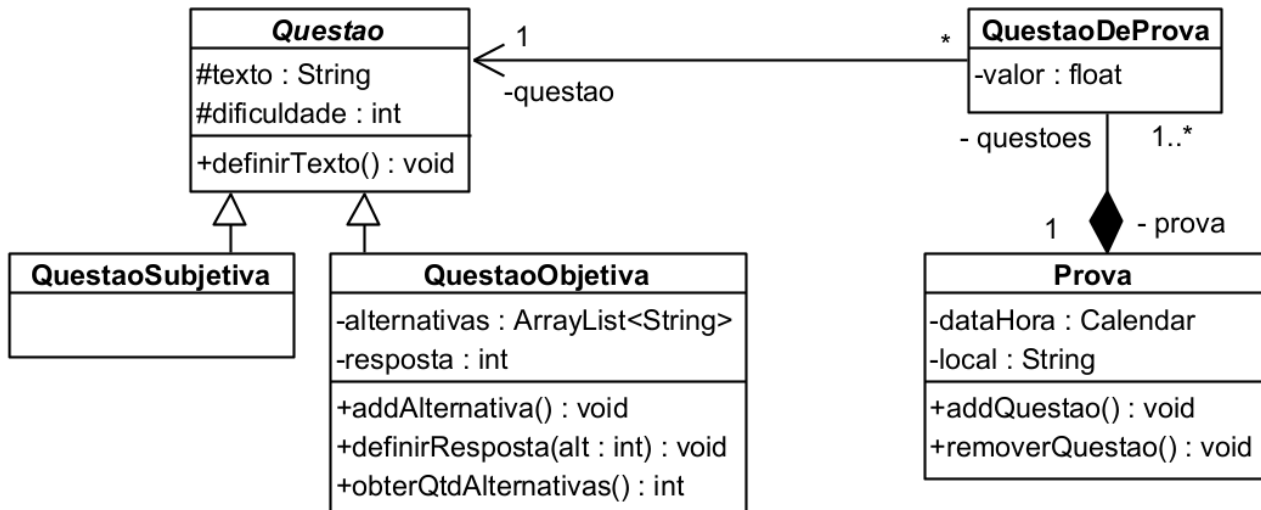 Questao
#texto : String
#dificuldade : int
+definirTexto() : void
1
-questao
*
QuestaoDeProva
-valor : float
- questoes
1..*
1
- prova
QuestaoSubjetiva
QuestaoObjetiva
-alternativas : ArrayList<String>
-resposta : int
+addAlternativa() : void
+definirResposta(alt : int) : void
+obterQtdAlternativas() : int
Prova
-dataHora : Calendar
-local : String
+addQuestao() : void
+removerQuestao() : void